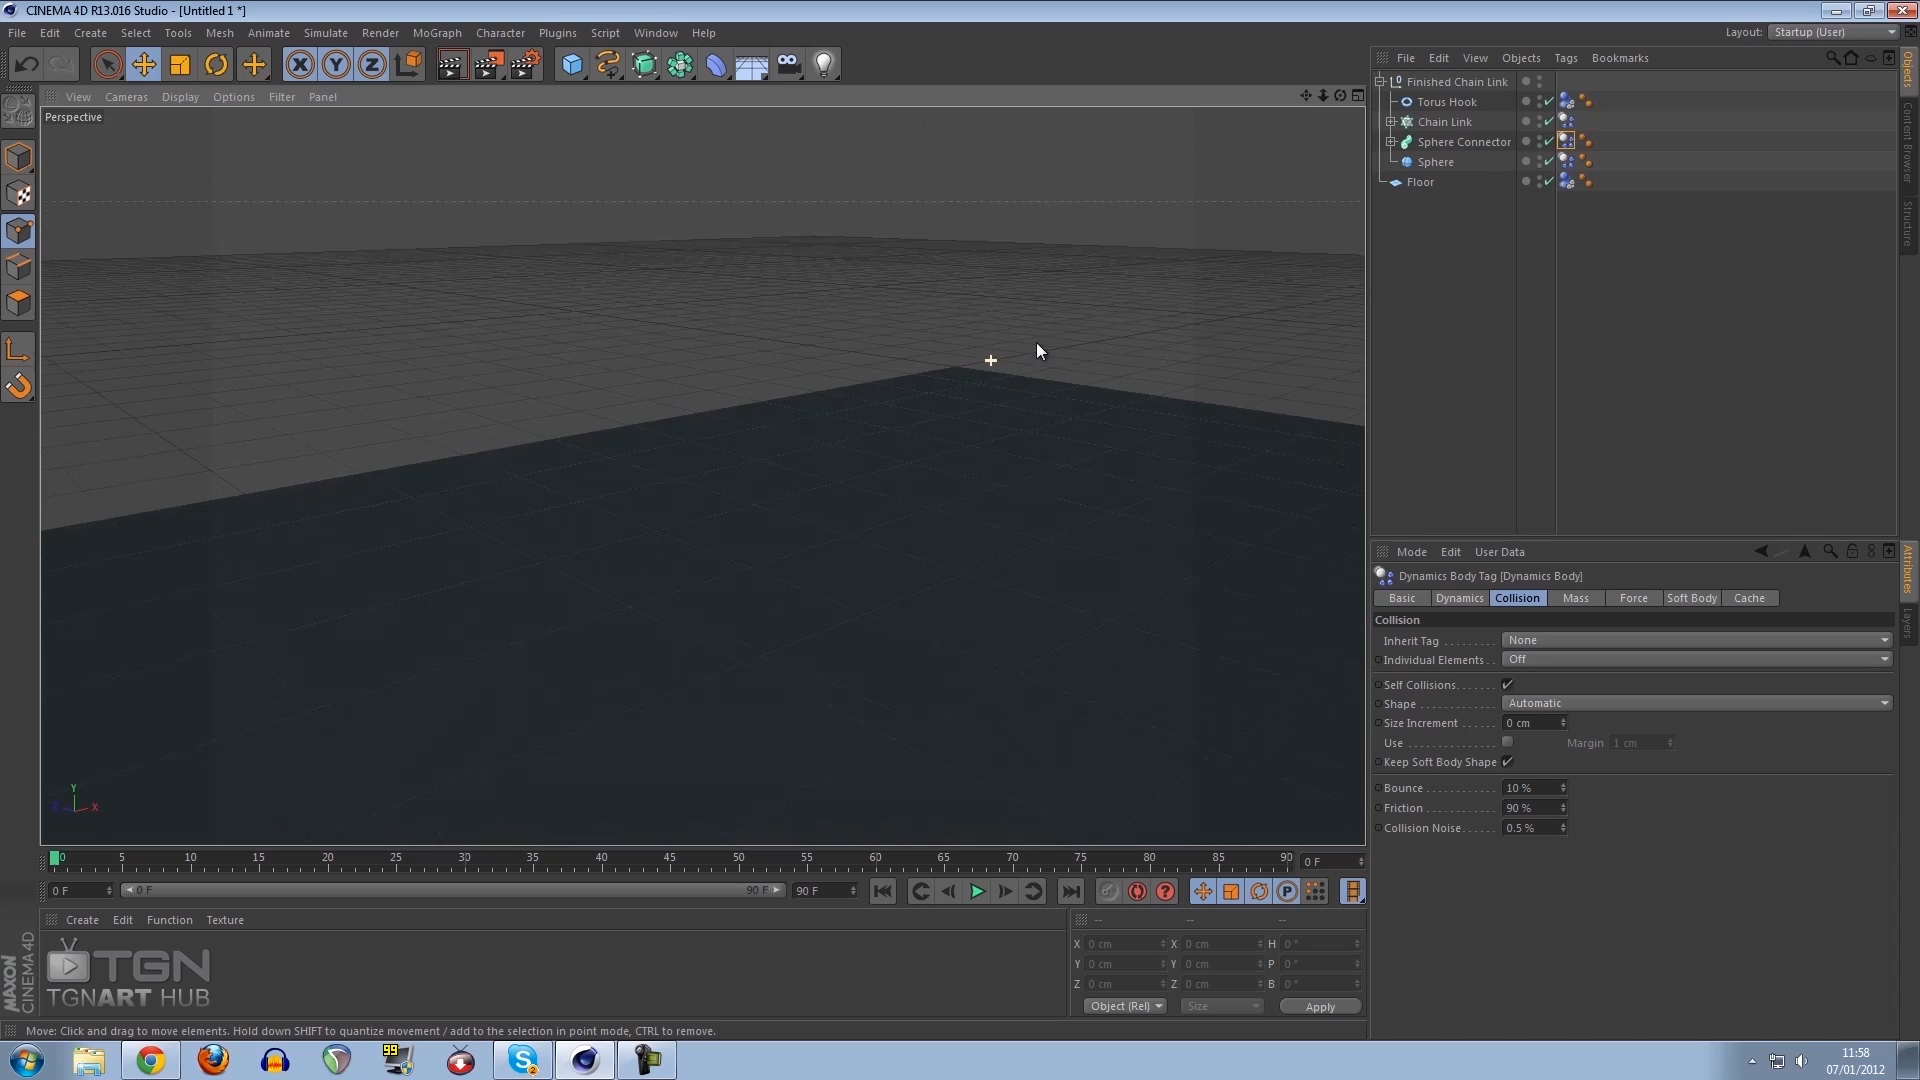 CINEMA 4D R13.016 Studio - [Untitled 1 *]
File Edit Create Select Tools Mesh Animate Simulate Render MoGraph Character Plugins Script Window Help
Layout: Startup (User)
View Cameras Display Options Filter Panel
Perspective
File Edit View Objects Tags Bookmarks
Finished Chain Link
Torus Hook
Chain Link
Sphere Connector
Sphere
Floor
Objects
Content Browser
Structure
Mode Edit User Data
Dynamics Body Tag [Dynamics Body]
Basic Dynamics Collision Mass Force Soft Body Cache
Collision
Inherit Tag None
Individual Elements Off
Self Collisions
Shape Automatic
Size Increment 0 cm
Use Margin 1 cm
Keep Soft Body Shape
Bounce 10 %
Friction 90 %
Collision Noise 0.5 %
Attributes
Layers
Y
Z X
0 5 10 15 20 25 30 35 40 45 50 55 60 65 70 75 80 85 90 0 F
0 F 0 F 90 F 90 F
Create Edit Function Texture
TGN
TGNART HUB
MAXON
CINEMA 4D
-- -- --
X 0 cm X 0 cm H 0 °
Y 0 cm Y 0 cm P 0 °
Z 0 cm Z 0 cm B 0 °
Object (Rel) Size Apply
Move: Click and drag to move elements. Hold down SHIFT to quantize movement / add to the selection in point mode, CTRL to remove.
99
2
11:58
07/01/2012